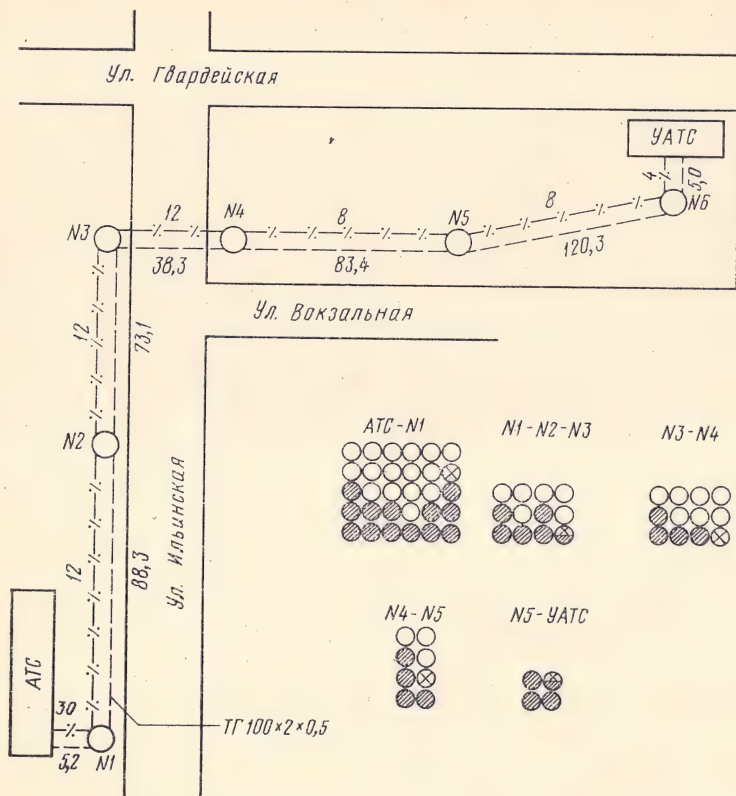 Ул. Гвардейская
УАТС
4
5,0
N6
12
N4
8
N5
8
N3
38,3
83,4
120,3
Ул. Вокзальная
12
73,1
АТС-N1
N1-N2-N3
N3-N4
N2
Ул. Ильинская
12
88,3
N4-N5
N5-УАТС
АТС
30
5,2
N1
ТГ 100×2×0,5